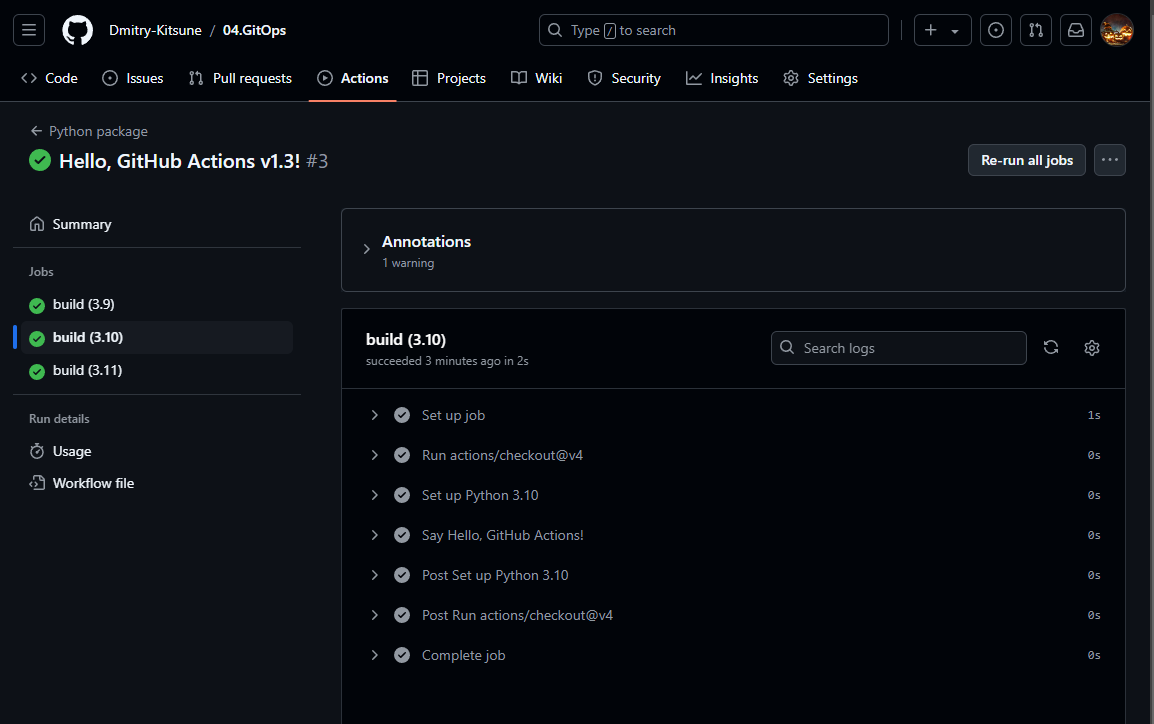 Dmitry-Kitsune / 04.GitOps
Type / to search
Code
Issues
Pull requests
Actions
Projects
Wiki
Security
Insights
Settings
Python package
Hello, GitHub Actions v1.3! #3
Re-run all jobs
Summary
Jobs
build (3.9)
build (3.10)
build (3.11)
Run details
Usage
Workflow file
Annotations
1 warning
build (3.10)
succeeded 3 minutes ago in 2s
Search logs
Set up job 1s
Run actions/checkout@v4 0s
Set up Python 3.10 0s
Say Hello, GitHub Actions! 0s
Post Set up Python 3.10 0s
Post Run actions/checkout@v4 0s
Complete job 0s